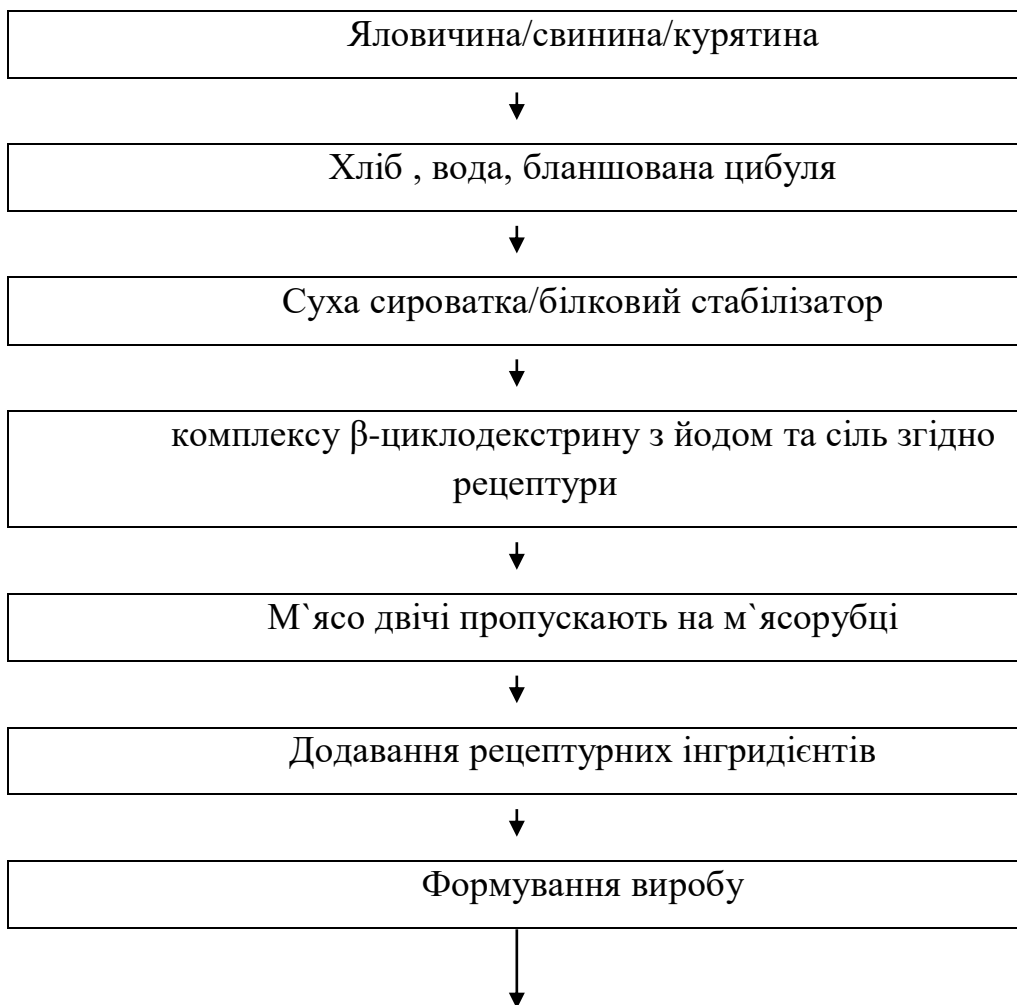 Яловичина/свинина/курятина
Хліб , вода, бланшована цибуля
Суха сироватка/білковий стабілізатор
комплексу β-циклодекстрину з йодом та сіль згідно
рецептури
М`ясо двічі пропускають на м`ясорубці
Додавання рецептурних інгридієнтів
Формування виробу